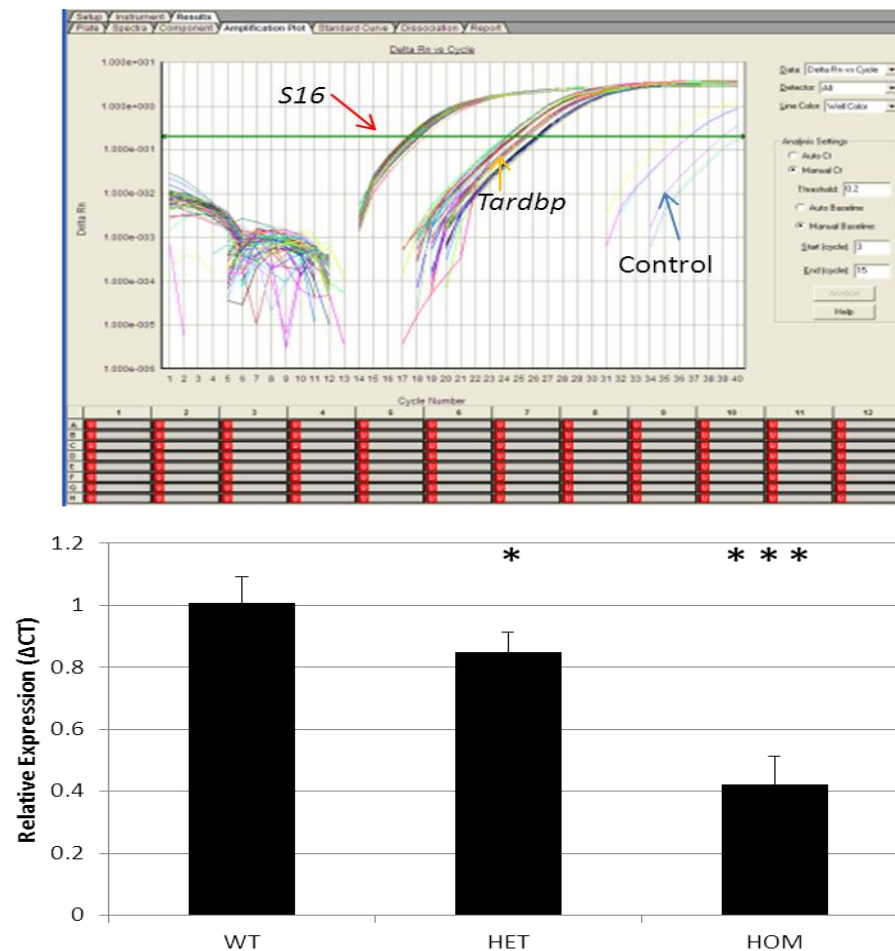 Setup Instrument Results
Plate Spectra Component Amplification Plot Standard Curve Dissociation Report
Delta Rn vs Cycle
1.000e+001
1.000e+000
1.000e-001
1.000e-002
1.000e-003
1.000e-004
1.000e-005
1.000e-006
Delta Rn
S16
Tardbp
Control
1 2 3 4 5 6 7 8 9 10 11 12 13 14 15 16 17 18 19 20 21 22 23 24 25 26 27 28 29 30 31 32 33 34 35 36 37 38 39 40
Cycle Number
Data: Delta Rn vs Cycle
Detector: All
Line Color: Well Color
Analysis Settings
Auto Ct
Manual Ct
Threshold: 0.2
Auto Baseline
Manual Baseline:
Start (cycle): 3
End (cycle): 15
Analyze
Help
1 2 3 4 5 6 7 8 9 10 11 12
A U U U U U U U U U U U U
B U U U U U U U U U U U U
C U U U U U U U U U U U U
D U U U U U U U U U U U U
E U U U U U U U U U U U U
F U U U U U U U U U U U U
G U U U U U U U U U U U U
H U U U U U U U U U U U U
Relative Expression (ΔCT)
1.2
1
0.8
0.6
0.4
0.2
0
*
* * *
WT HET HOM